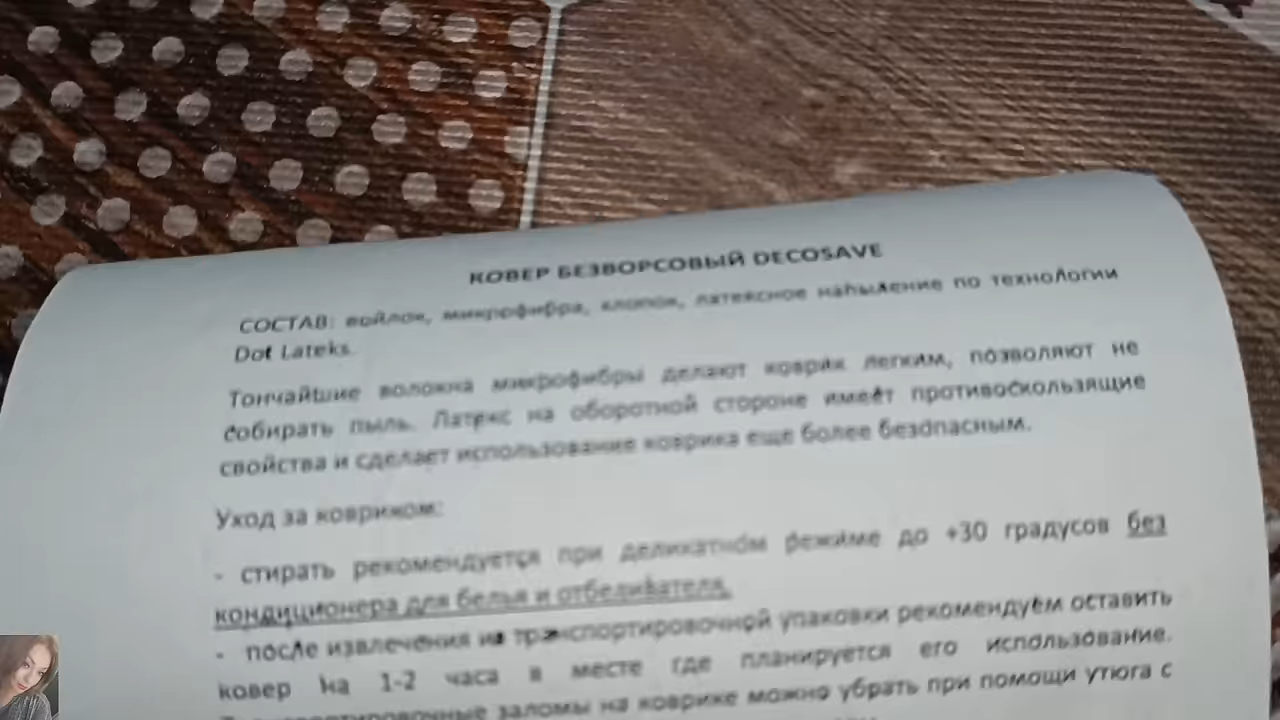 КОВЕР БЕЗВОРСОВЫЙ DECOSAVE
СОСТАВ: войлок, микрофибра, хлопок, латексное напыление по технологии
Dot Lateks.
Тончайшие волокна микрофибры делают коврик легким, позволяют не
собирать пыль. Латекс на оборотной стороне имеет противоскользящие
свойства и сделает использование коврика еще более безопасным.
Уход за ковриком:
- стирать рекомендуется при деликатном режиме до +30 градусов без
кондиционера для белья и отбеливателя.
- после извлечения из транспортировочной упаковки рекомендуем оставить
ковер на 1-2 часа в месте где планируется его использование.
Транспортировочные заломы на коврике можно убрать при помощи утюга с